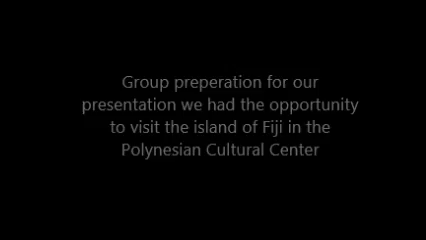 Group preperation for our
presentation we had the opportunity
to visit the island of Fiji in the
Polynesian Cultural Center